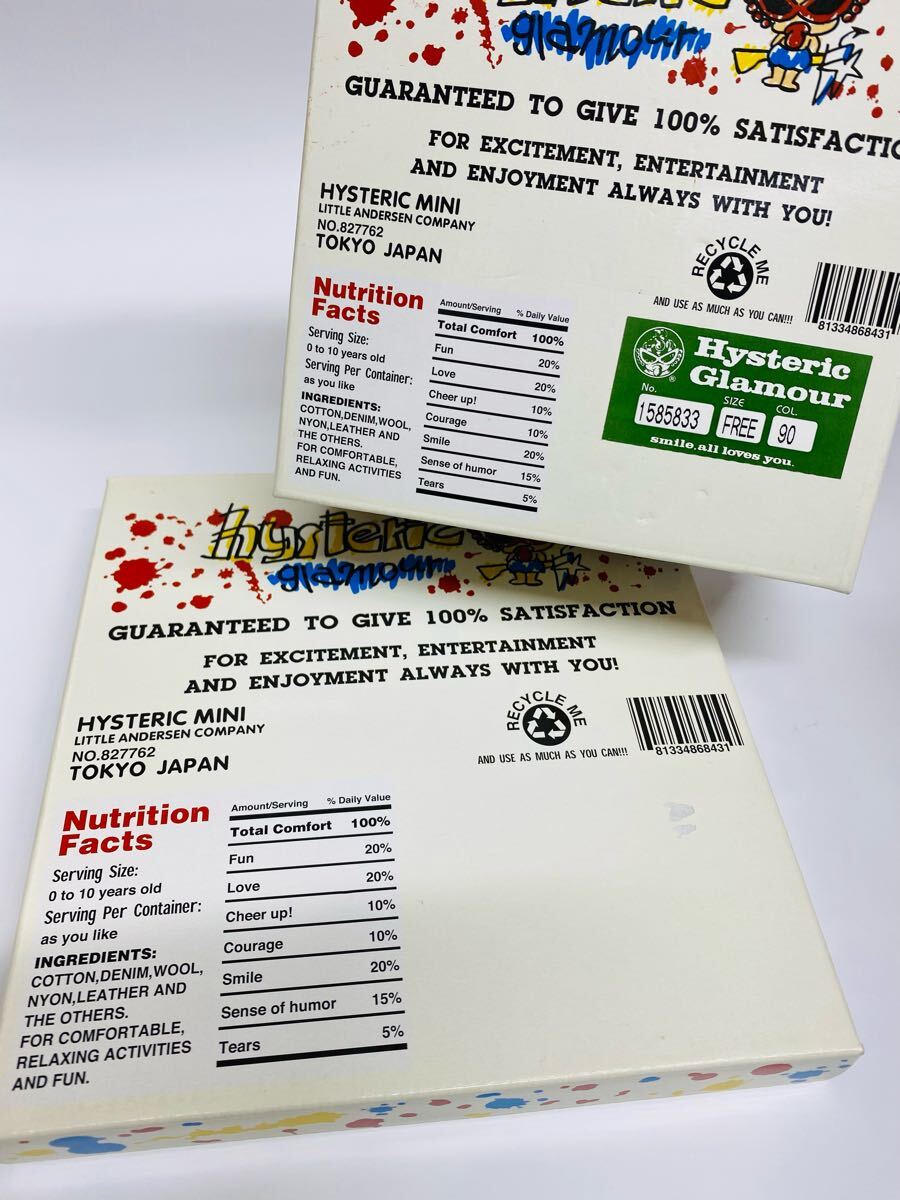 glamour
GUARANTEED TO GIVE 100% SATISFACTIO
FOR EXCITEMENT, ENTERTAINMENT
AND ENJOYMENT ALWAYS WITH YOU!
HYSTERIC MINI
LITTLE ANDERSEN COMPANY
NO.827762
TOKYO JAPAN
RECYCLE ME
AND USE AS MUCH AS YOU CAN!!!
81334868431
Nutrition
Facts
Serving Size:
0 to 10 years old
Serving Per Container:
as you like
INGREDIENTS:
COTTON,DENIM,WOOL,
NYON,LEATHER AND
THE OTHERS.
FOR COMFORTABLE,
RELAXING ACTIVITIES
AND FUN.
Amount/Serving % Daily Value
Total Comfort 100%
Fun 20%
Love 20%
Cheer up! 10%
Courage 10%
Smile 20%
Sense of humor 15%
Tears 5%
Hysteric
Glamour
®
No. SIZE COL.
1585833 FREE 90
smile.all loves you.
hysteric
glamour
GUARANTEED TO GIVE 100% SATISFACTION
FOR EXCITEMENT, ENTERTAINMENT
AND ENJOYMENT ALWAYS WITH YOU!
HYSTERIC MINI
LITTLE ANDERSEN COMPANY
NO.827762
TOKYO JAPAN
RECYCLE ME
AND USE AS MUCH AS YOU CAN!!!
81334868431
Nutrition
Facts
Serving Size:
0 to 10 years old
Serving Per Container:
as you like
INGREDIENTS:
COTTON,DENIM,WOOL,
NYON,LEATHER AND
THE OTHERS.
FOR COMFORTABLE,
RELAXING ACTIVITIES
AND FUN.
Amount/Serving % Daily Value
Total Comfort 100%
Fun 20%
Love 20%
Cheer up! 10%
Courage 10%
Smile 20%
Sense of humor 15%
Tears 5%